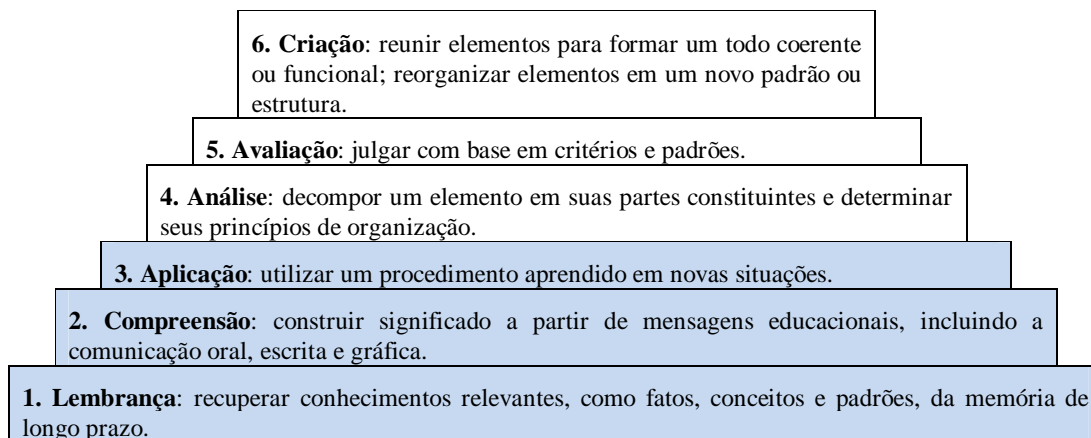 6. Criação: reunir elementos para formar um todo coerente
ou funcional; reorganizar elementos em um novo padrão ou
estrutura.
5. Avaliação: julgar com base em critérios e padrões.
4. Análise: decompor um elemento em suas partes constituintes e determinar
seus princípios de organização.
3. Aplicação: utilizar um procedimento aprendido em novas situações.
2. Compreensão: construir significado a partir de mensagens educacionais, incluindo a
comunicação oral, escrita e gráfica.
1. Lembrança: recuperar conhecimentos relevantes, como fatos, conceitos e padrões, da memória de
longo prazo.